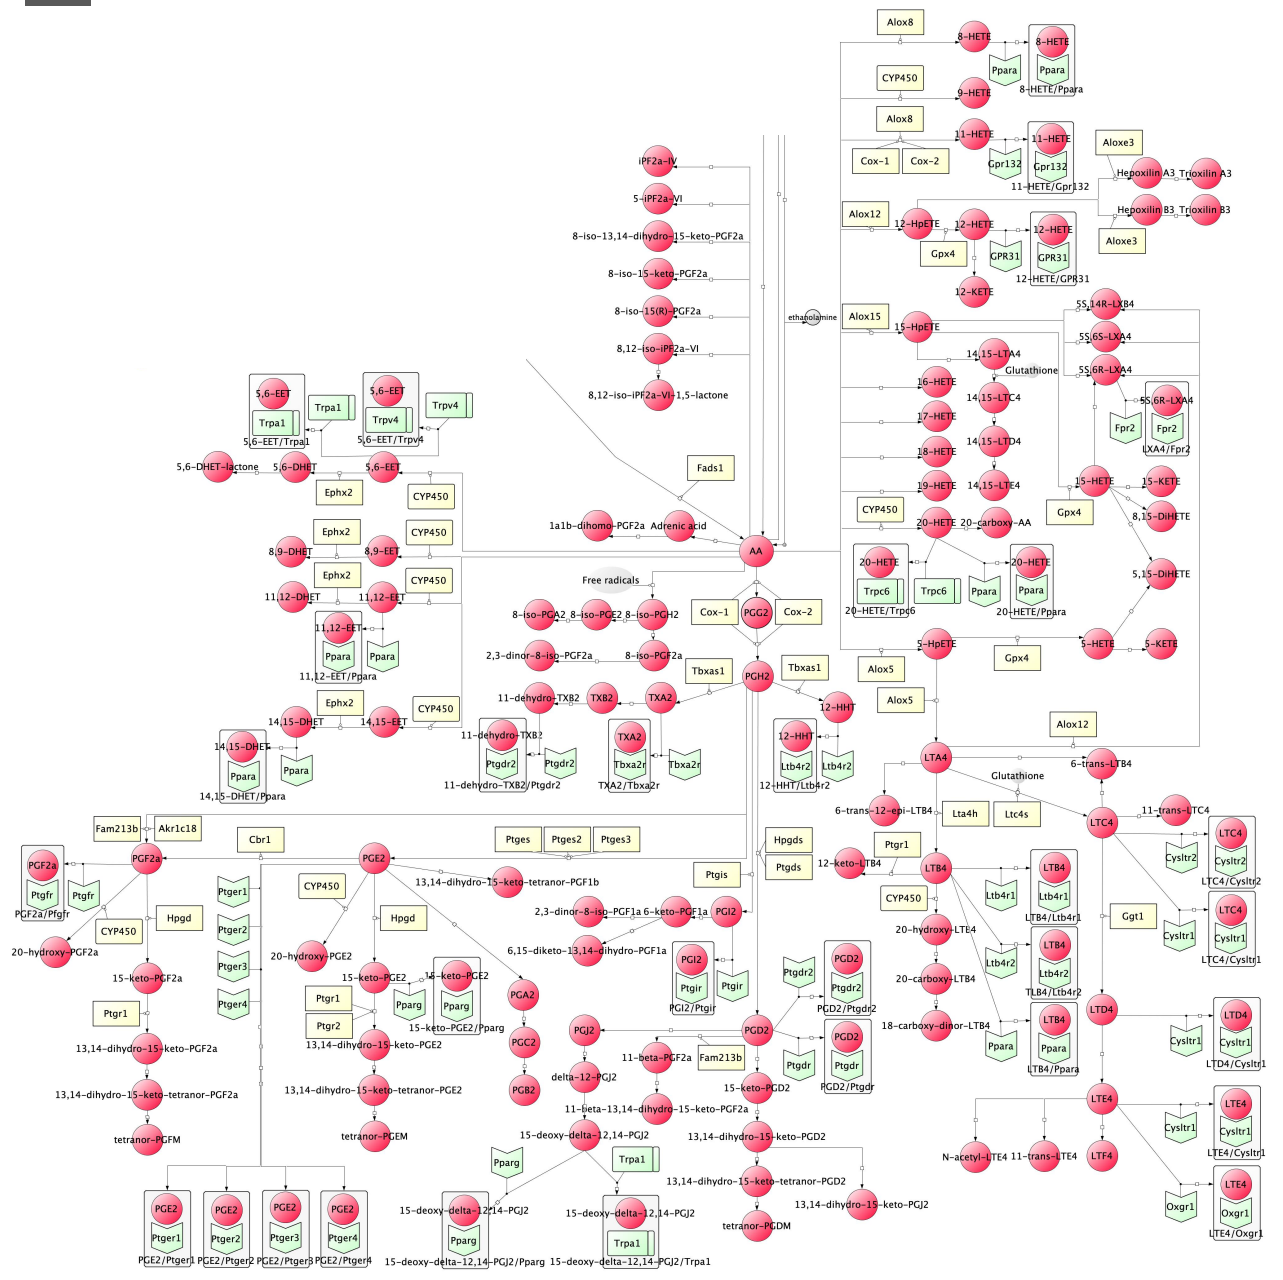 Alox8
8-HETE
8-HETE
Ppara
Ppara
8-HETE/Ppara
CYP450
9-HETE
Alox8
11-HETE
11-HETE
Cox-1
Cox-2
Gpr132
Gpr132
11-HETE/Gpr132
Aloxe3
Hepoxilin A3
Trioxilin A3
Hepoxilin B3
Trioxilin B3
Aloxe3
Alox12
12-HpETE
12-HETE
12-HETE
Gpx4
GPR31
GPR31
12-HETE/GPR31
12-KETE
iPF2a-IV
5-iPF2a-VI
8-iso-13,14-dihydro-15-keto-PGF2a
8-iso-15-keto-PGF2a
8-iso-15(R)-PGF2a
8,12-iso-iPF2a-VI
8,12-iso-iPF2a-VI-1,5-lactone
ethanolamine
Alox15
15-HpETE
5S,14R-LXB4
5S,6S-LXA4
5S,6R-LXA4
14,15-LTA4
Glutathione
14,15-LTC4
14,15-LTD4
14,15-LTE4
5S,6R-LXA4
Fpr2
Fpr2
LXA4/Fpr2
16-HETE
17-HETE
18-HETE
19-HETE
CYP450
20-HETE
20-carboxy-AA
15-HETE
15-KETE
Gpx4
8,15-DiHETE
5,15-DiHETE
20-HETE
Trpc6
20-HETE/Trpc6
Trpc6
Ppara
20-HETE
Ppara
20-HETE/Ppara
5-HpETE
Alox5
Gpx4
5-HETE
5-KETE
5,6-EET
Trpa1
5,6-EET/Trpa1
Trpa1
5,6-EET
Trpv4
5,6-EET/Trpv4
Trpv4
5,6-DHET-lactone
5,6-DHET
5,6-EET
Ephx2
CYP450
Fads1
1a1b-dihomo-PGF2a
Adrenic acid
AA
Ephx2
CYP450
8,9-DHET
8,9-EET
Ephx2
CYP450
11,12-DHET
11,12-EET
11,12-EET
Ppara
11,12-EET/Ppara
Ppara
Ephx2
CYP450
14,15-DHET
14,15-EET
14,15-DHET
Ppara
14,15-DHET/Ppara
Ppara
Free radicals
8-iso-PGA2
8-iso-PGE2
8-iso-PGH2
2,3-dinor-8-iso-PGF2a
8-iso-PGF2a
Cox-1
PGG2
Cox-2
PGH2
Tbxas1
Tbxas1
11-dehydro-TXB2
TXB2
TXA2
12-HHT
11-dehydro-TXB2
Ptgdr2
11-dehydro-TXB2/Ptgdr2
Ptgdr2
TXA2
Tbxa2r
TXA2/Tbxa2r
Tbxa2r
12-HHT
Ltb4r2
12-HHT/Ltb4r2
Ltb4r2
Alox5
LTA4
Alox12
6-trans-LTB4
Glutathione
6-trans-12-epi-LTB4
Lta4h
Ltc4s
LTC4
11-trans-LTC4
Cysltr2
LTC4
Cysltr2
LTC4/Cysltr2
Cysltr1
LTC4
Cysltr1
LTC4/Cysltr1
Ggt1
12-keto-LTB4
Ptgr1
LTB4
CYP450
20-hydroxy-LTE4
20-carboxy-LTB4
18-carboxy-dinor-LTB4
Ltb4r1
LTB4
Ltb4r1
LTB4/Ltb4r1
Ltb4r2
LTB4
Ltb4r2
TLB4/Ltb4r2
Ppara
LTB4
Ppara
LTB4/Ppara
LTD4
Cysltr1
LTD4
Cysltr1
LTD4/Cysltr1
LTE4
Cysltr1
LTE4
Cysltr1
LTE4/Cysltr1
N-acetyl-LTE4
11-trans-LTE4
LTF4
Oxgr1
LTE4
Oxgr1
LTE4/Oxgr1
Fam213b
Akr1c18
Cbr1
Ptges
Ptges2
Ptges3
Hpgds
Ptgds
Ptgis
PGF2a
Ptgfr
PGF2a/Pfgfr
Ptgfr
PGF2a
PGE2
CYP450
Hpgd
20-hydroxy-PGF2a
15-keto-PGF2a
Ptgr1
13,14-dihydro-15-keto-PGF2a
13,14-dihydro-15-keto-tetranor-PGF2a
tetranor-PGFM
Ptger1
Ptger2
Ptger3
Ptger4
CYP450
Hpgd
13,14-dihydro-15-keto-tetranor-PGF1b
20-hydroxy-PGE2
15-keto-PGE2
Pparg
15-keto-PGE2
Pparg
15-keto-PGE2/Pparg
Ptgr1
Ptgr2
13,14-dihydro-15-keto-PGE2
13,14-dihydro-15-keto-tetranor-PGE2
tetranor-PGEM
PGA2
PGC2
PGB2
2,3-dinor-8-iso-PGF1a
6-keto-PGF1a
PGI2
6,15-diketo-13,14-dihydro-PGF1a
PGI2
Ptgir
PGI2/Ptgir
Ptgir
Ptgdr2
PGD2
Ptgdr2
PGD2/Ptgdr2
PGJ2
PGD2
Ptgdr
PGD2
Ptgdr
PGD2/Ptgdr
Fam213b
11-beta-PGF2a
delta-12-PGJ2
15-keto-PGD2
11-beta-13,14-dihydro-15-keto-PGF2a
15-deoxy-delta-12,14-PGJ2
13,14-dihydro-15-keto-PGD2
13,14-dihydro-15-keto-tetranor-PGD2
13,14-dihydro-15-keto-PGJ2
tetranor-PGDM
Pparg
Trpa1
15-deoxy-delta-12,14-PGJ2
Pparg
15-deoxy-delta-12,14-PGJ2/Pparg
15-deoxy-delta-12,14-PGJ2
Trpa1
15-deoxy-delta-12,14-PGJ2/Trpa1
PGE2
Ptger1
PGE2/Ptger1
PGE2
Ptger2
PGE2/Ptger2
PGE2
Ptger3
PGE2/Ptger3
PGE2
Ptger4
PGE2/Ptger4